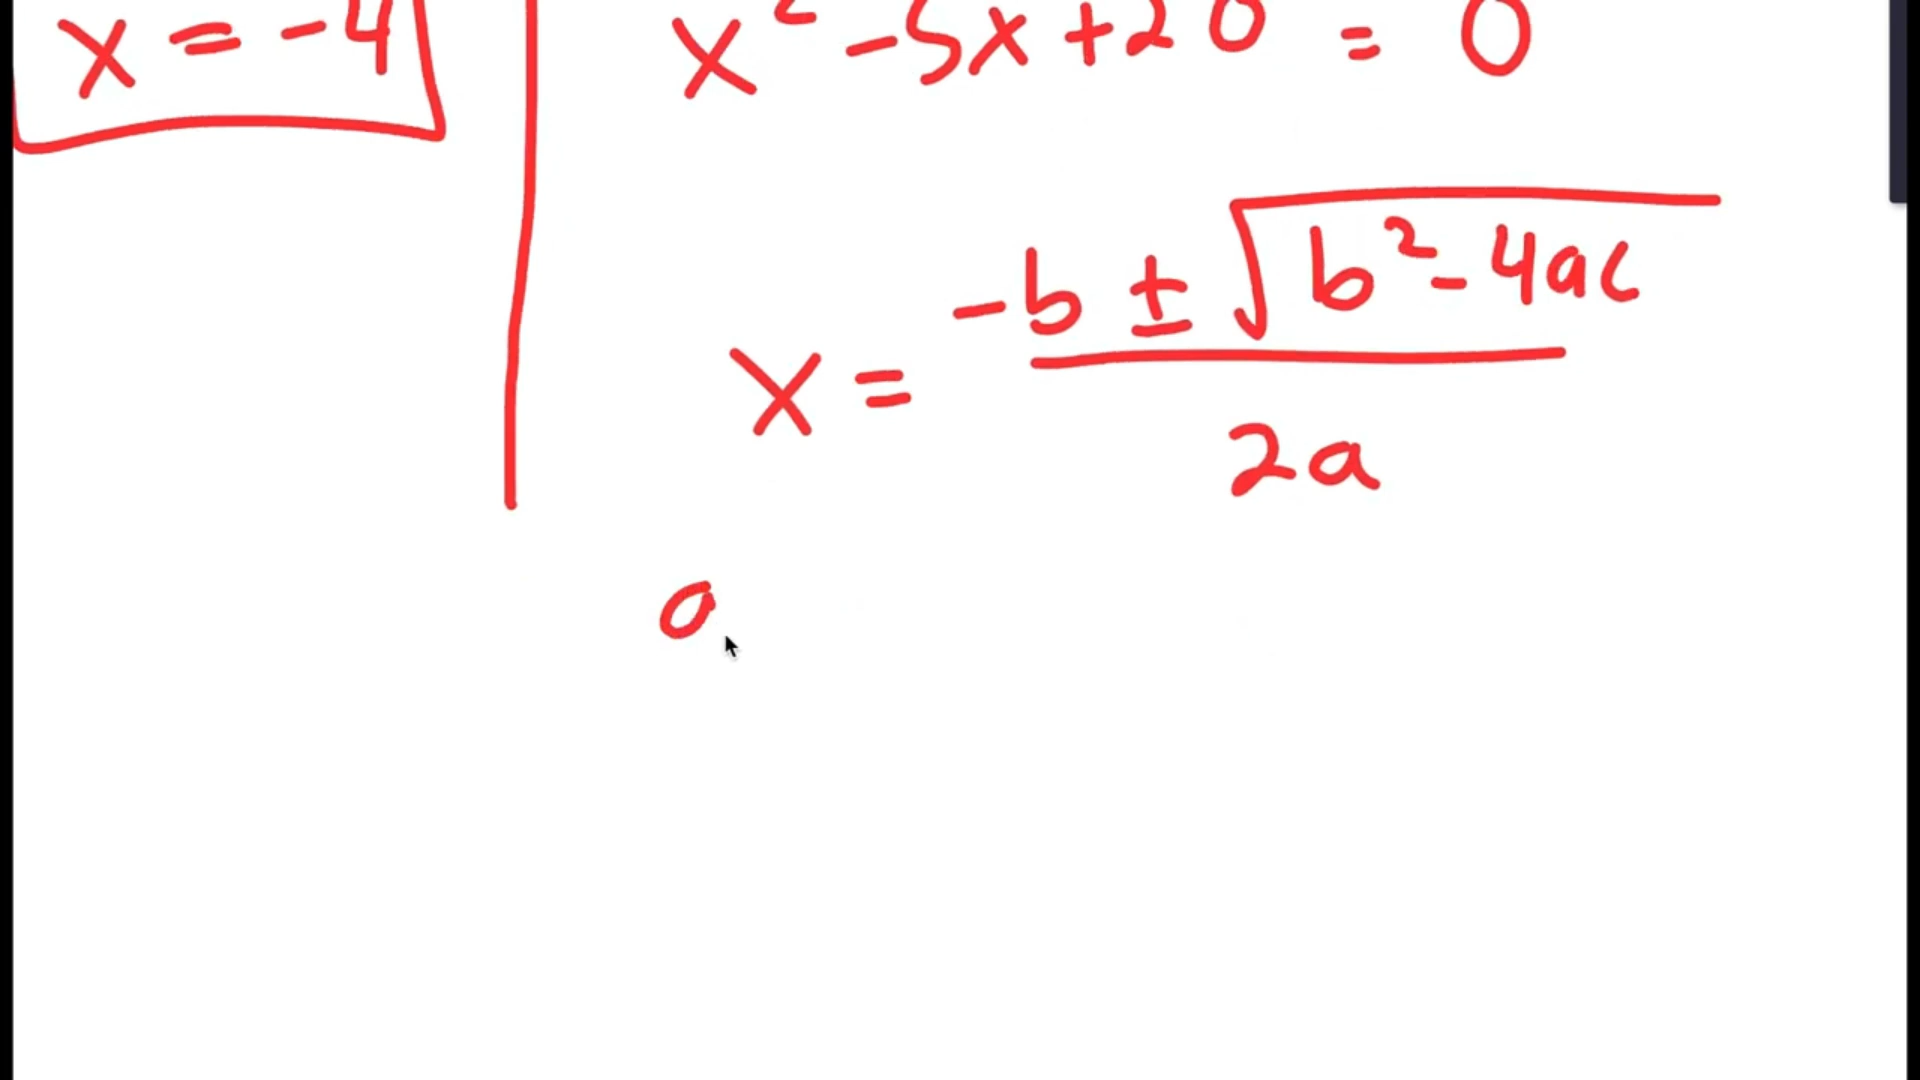 x = -4
x² - 5x + 20 = 0
x = (-b ± √(b² - 4ac)) / 2a
a